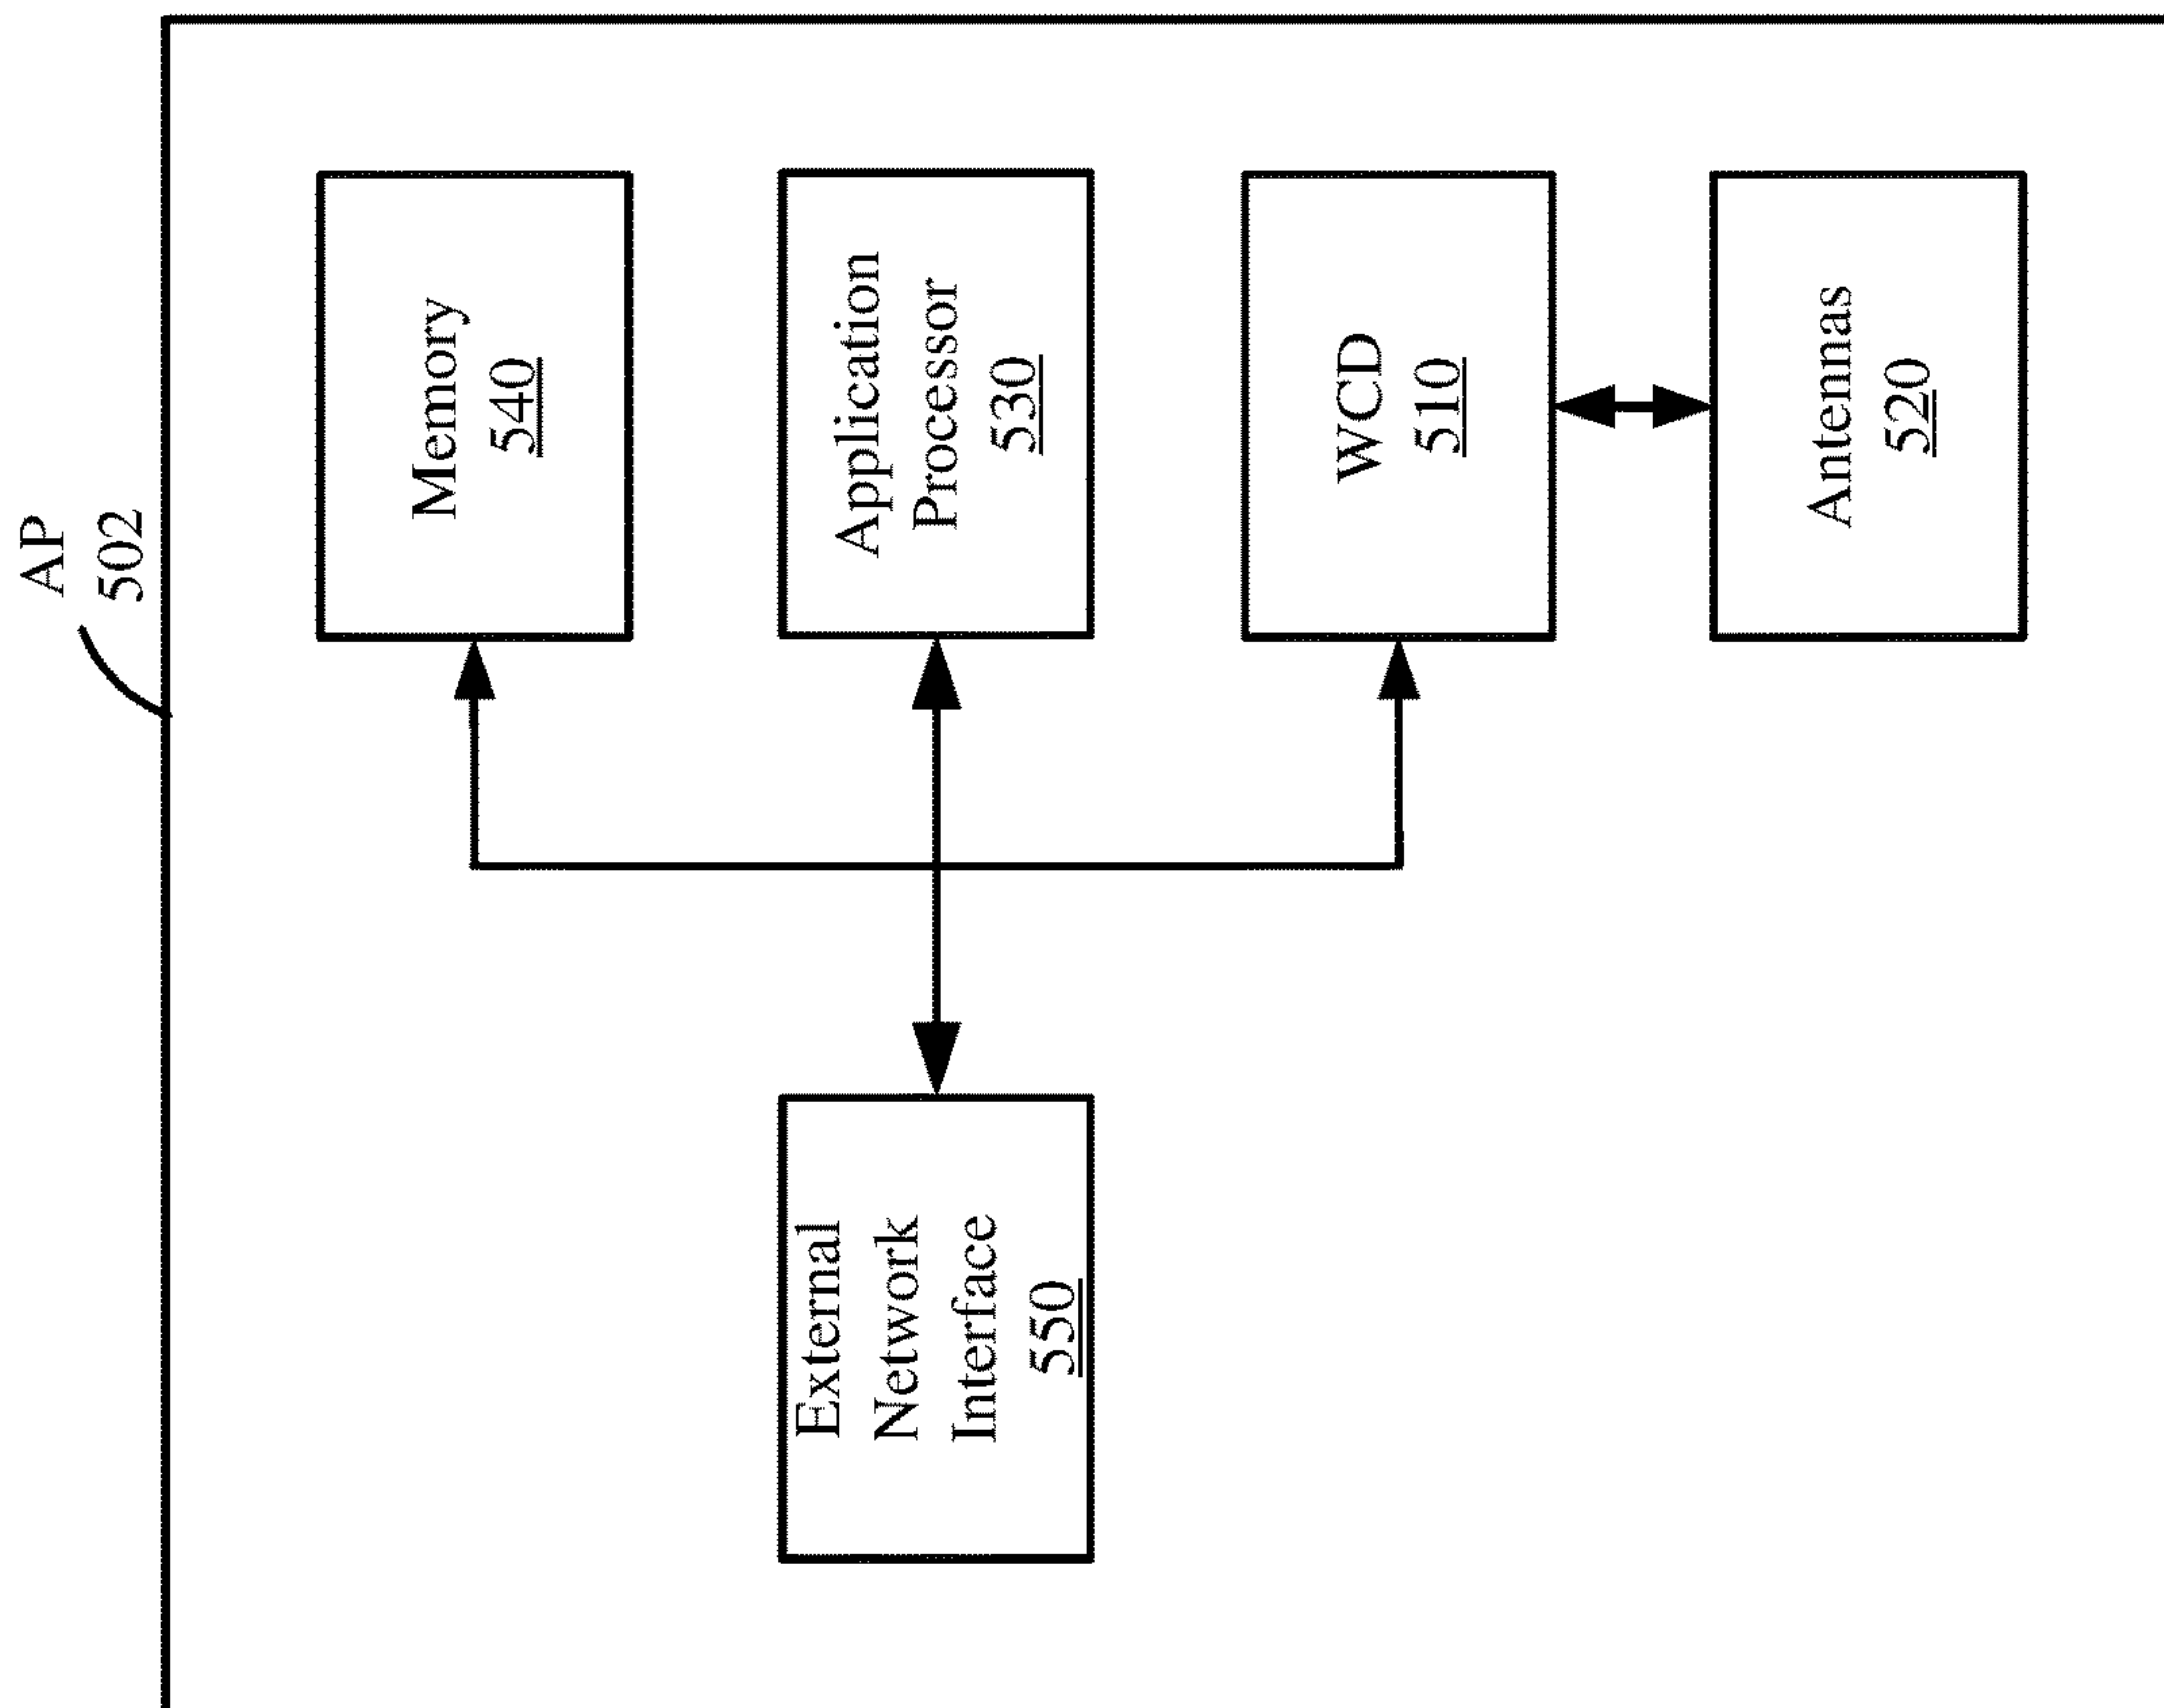 AP
502
Memory
540
Application
Processor
530
WCD
510
Antennas
520
External
Network
Interface
550